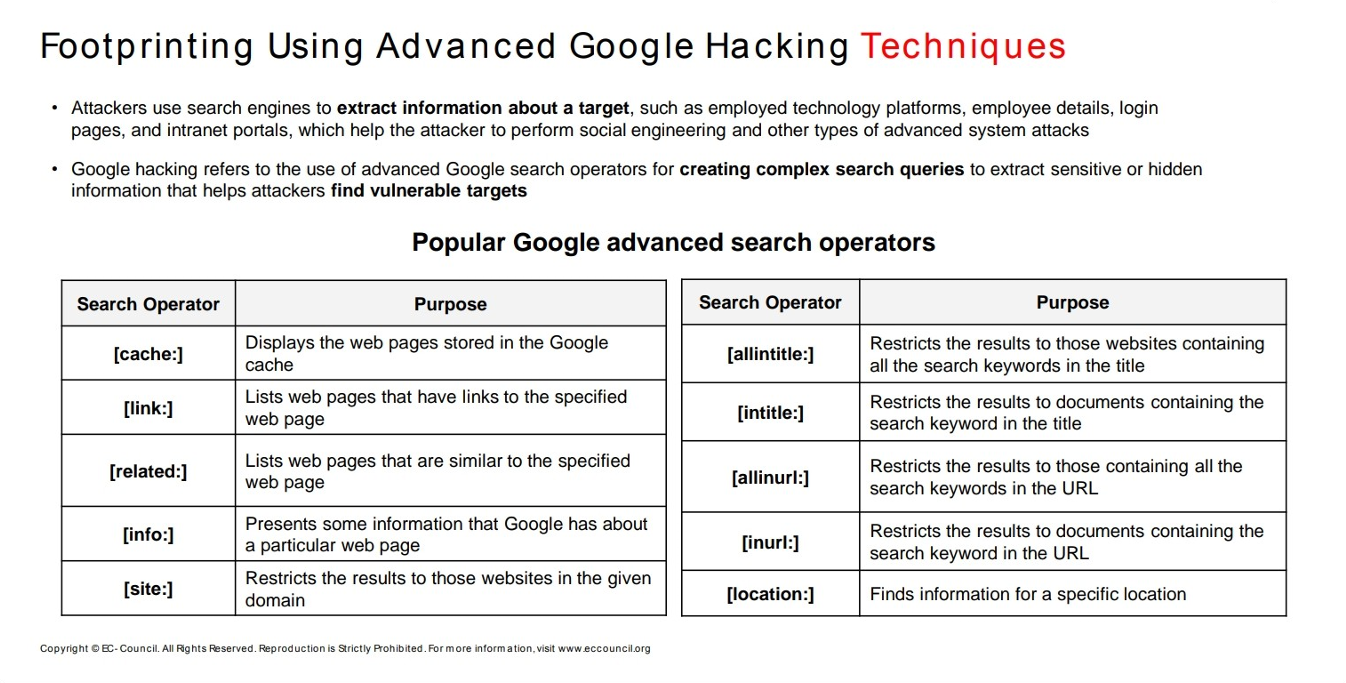 Footprinting Using Advanced Google Hacking Techniques
• Attackers use search engines to extract information about a target, such as employed technology platforms, employee details, login
pages, and intranet portals, which help the attacker to perform social engineering and other types of advanced system attacks
• Google hacking refers to the use of advanced Google search operators for creating complex search queries to extract sensitive or hidden
information that helps attackers find vulnerable targets
Popular Google advanced search operators
Search Operator Purpose
[cache:] Displays the web pages stored in the Google
cache
[link:] Lists web pages that have links to the specified
web page
[related:] Lists web pages that are similar to the specified
web page
[info:] Presents some information that Google has about
a particular web page
[site:] Restricts the results to those websites in the given
domain
Search Operator Purpose
[allintitle:] Restricts the results to those websites containing
all the search keywords in the title
[intitle:] Restricts the results to documents containing the
search keyword in the title
[allinurl:] Restricts the results to those containing all the
search keywords in the URL
[inurl:] Restricts the results to documents containing the
search keyword in the URL
[location:] Finds information for a specific location
Copyright © EC-Council. All Rights Reserved. Reproduction is Strictly Prohibited. For more information, visit www.eccouncil.org